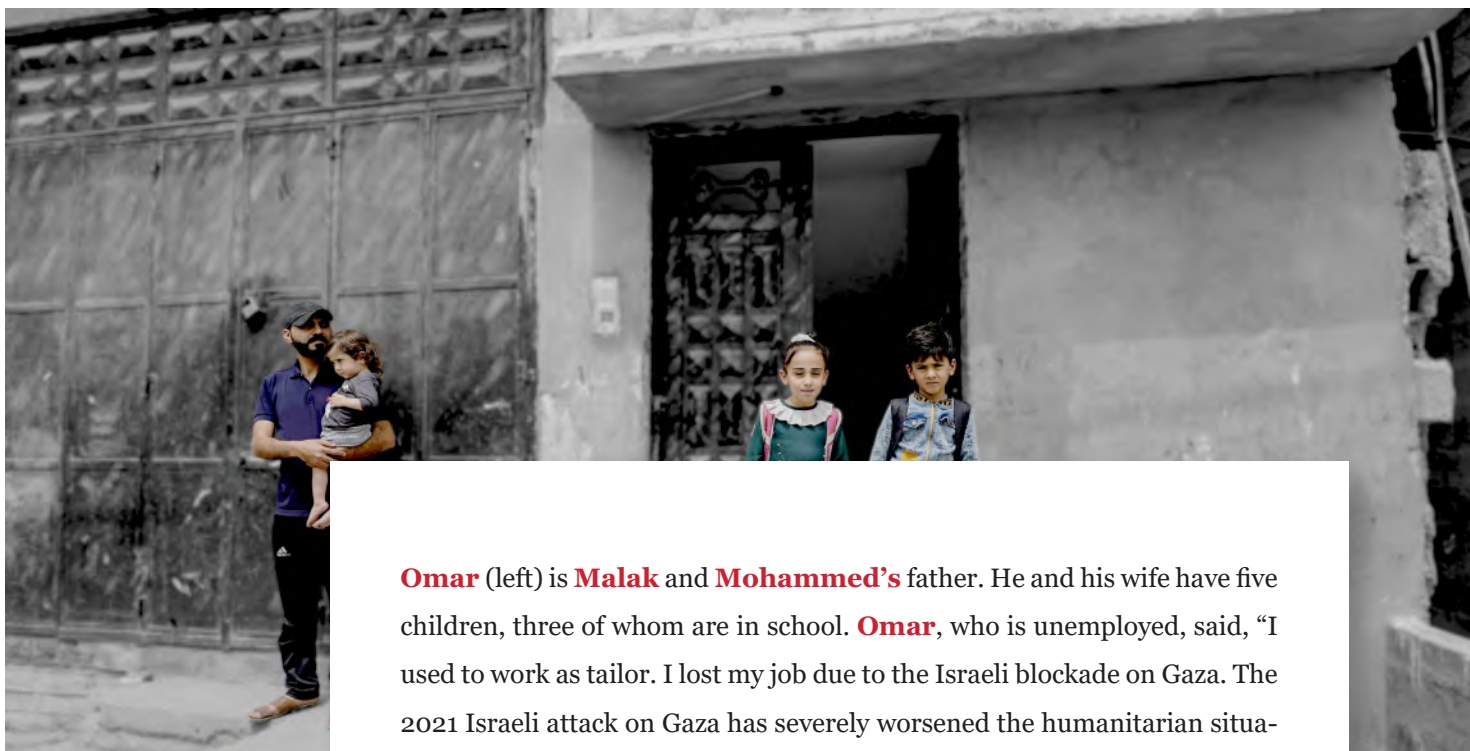 Omar (left) is Malak and Mohammed’s father. He and his wife have five
children, three of whom are in school. Omar, who is unemployed, said, “I
used to work as tailor. I lost my job due to the Israeli blockade on Gaza. The
2021 Israeli attack on Gaza has severely worsened the humanitarian situa-